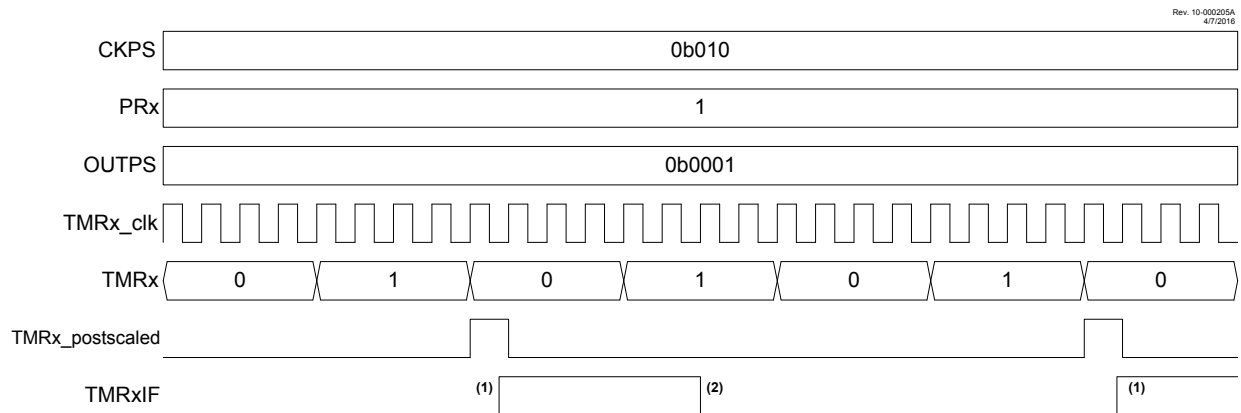 Rev. 10-000205A
4/7/2016
CKPS 0b010
PRx 1
OUTPS 0b0001
TMRx_clk
TMRx 0 1 0 1 0 1 0
TMRx_postscaled
TMRxIF (1) (2) (1)